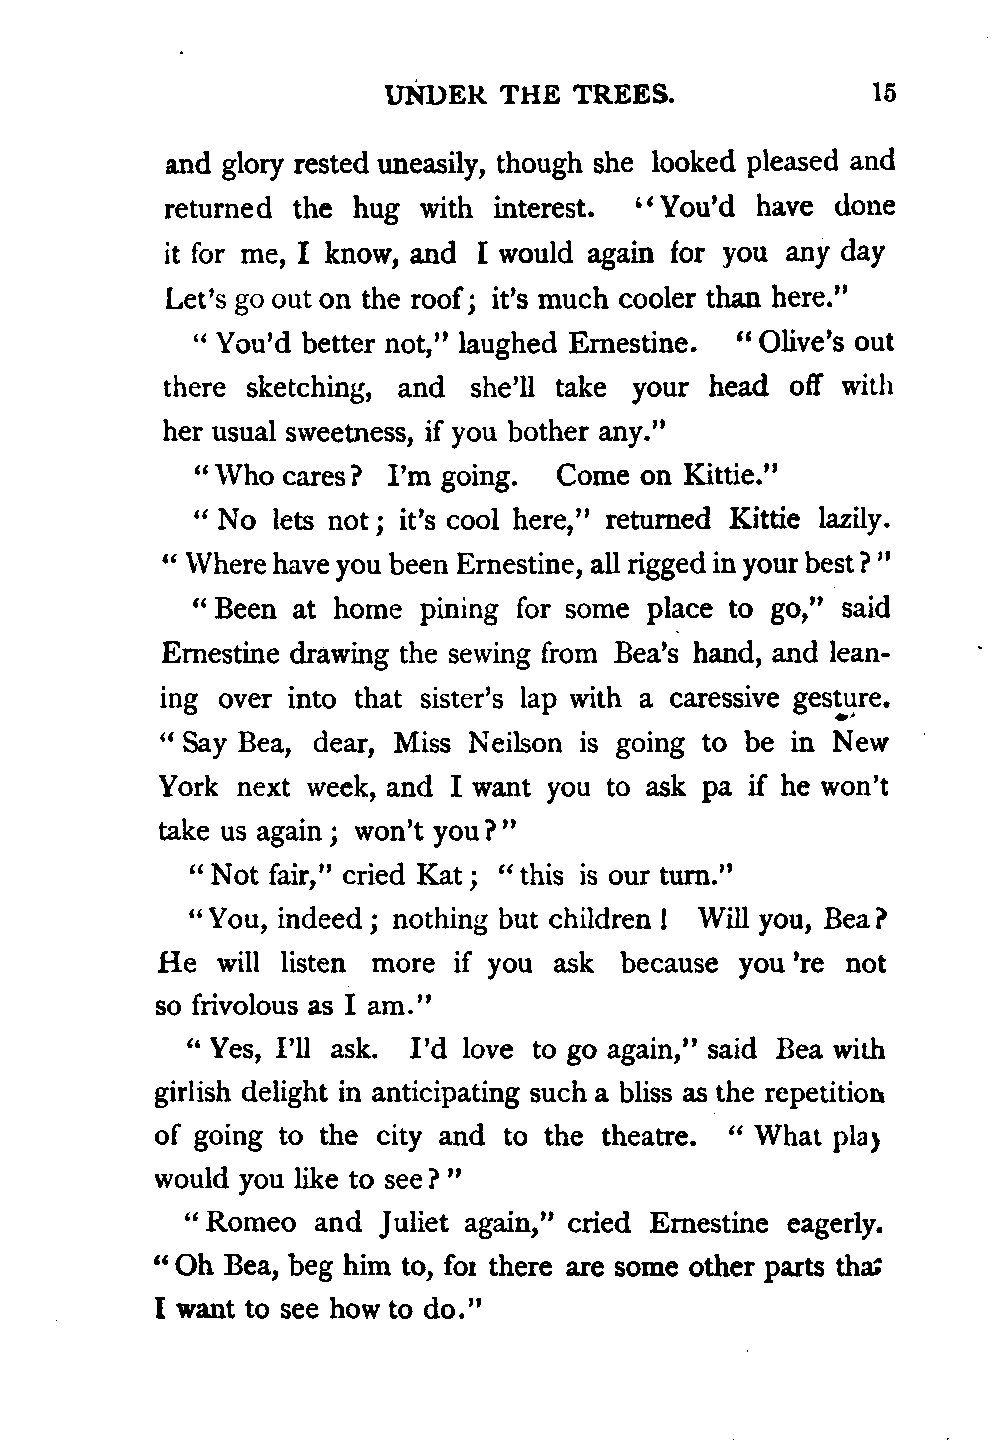 UNDER THE TREES. 15
and glory rested uneasily, though she looked pleased and
returned the hug with interest. “You'd have done
it for me, I know, and I would again for you any day
Let's go out on the roof; it's much cooler than here."
“ You'd better not," laughed Ernestine. “ Olive's out
there sketching, and she'll take your head off with
her usual sweetness, if you bother any."
“ Who cares? I'm going. Come on Kittie."
“ No lets not; it's cool here," returned Kittie lazily.
“ Where have you been Ernestine, all rigged in your best? "
“ Been at home pining for some place to go," said
Ernestine drawing the sewing from Bea's hand, and lean-
ing over into that sister's lap with a caressive gesture.
“ Say Bea, dear, Miss Neilson is going to be in New
York next week, and I want you to ask pa if he won't
take us again; won't you?"
“ Not fair," cried Kat; “ this is our turn."
“ You, indeed; nothing but children! Will you, Bea?
He will listen more if you ask because you 're not
so frivolous as I am."
“ Yes, I'll ask. I'd love to go again," said Bea with
girlish delight in anticipating such a bliss as the repetition
of going to the city and to the theatre. “ What play
would you like to see? "
“ Romeo and Juliet again," cried Ernestine eagerly.
“ Oh Bea, beg him to, for there are some other parts that
I want to see how to do."